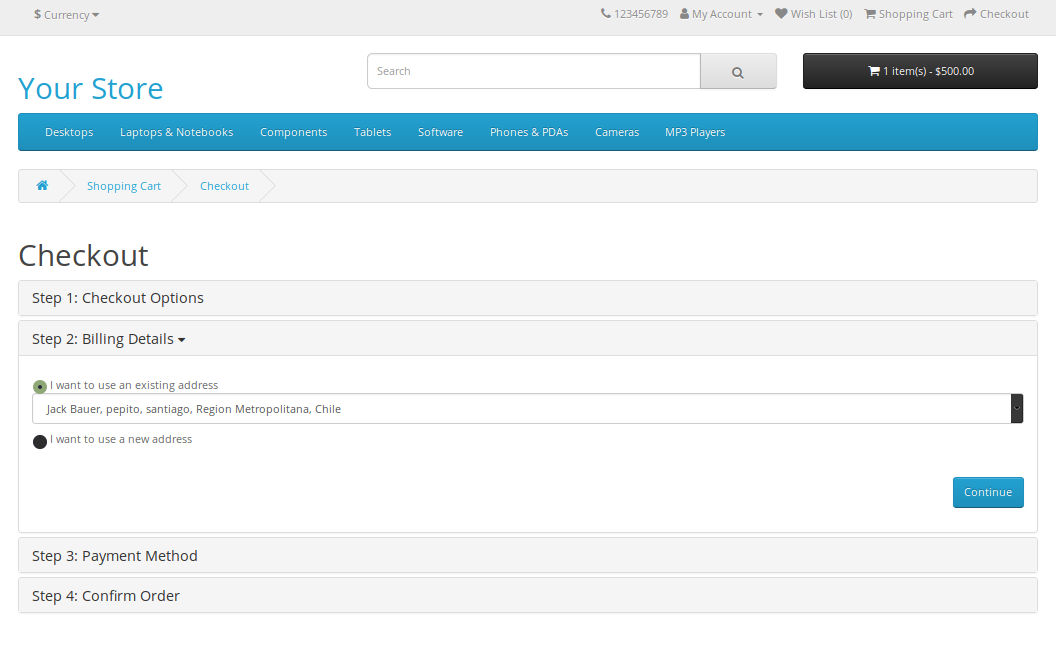 $ Currency
123456789 My Account Wish List (0) Shopping Cart Checkout
Your Store
Search
1 item(s) - $500.00
Desktops Laptops & Notebooks Components Tablets Software Phones & PDAs Cameras MP3 Players
Shopping Cart Checkout
Checkout
Step 1: Checkout Options
Step 2: Billing Details
I want to use an existing address
Jack Bauer, pepito, santiago, Region Metropolitana, Chile
I want to use a new address
Continue
Step 3: Payment Method
Step 4: Confirm Order